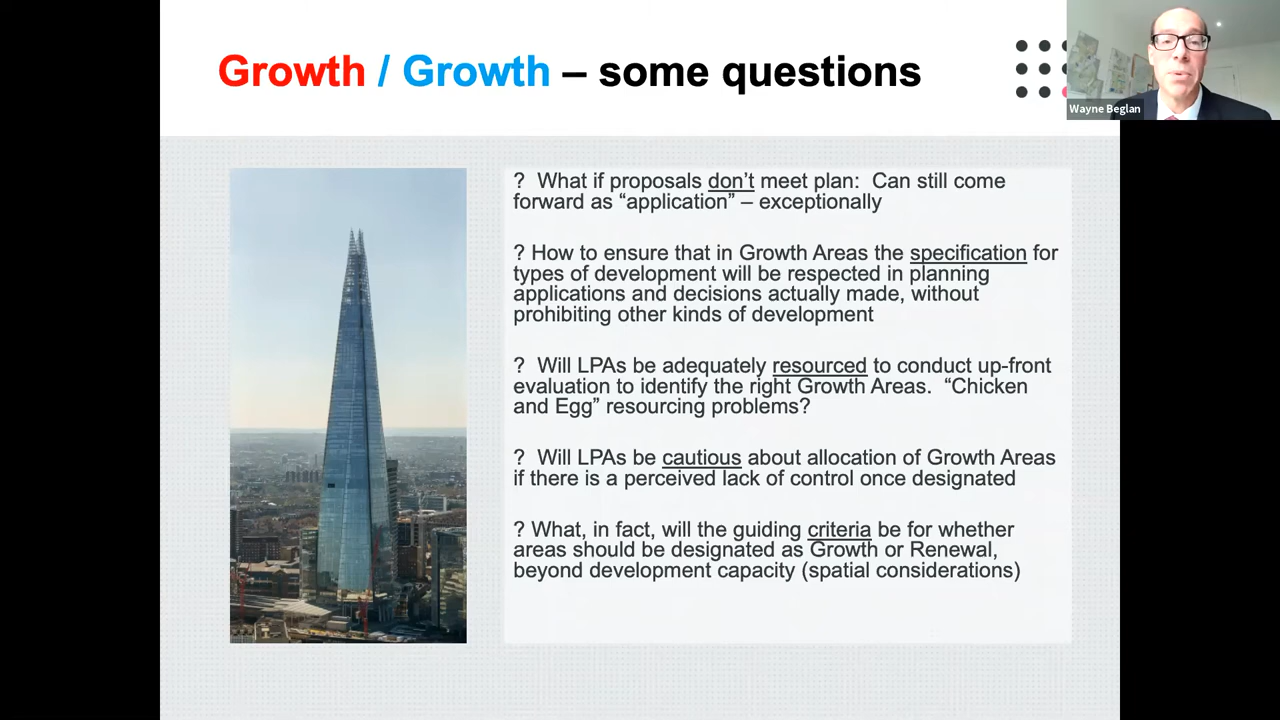 Growth / Growth – some questions
Wayne Beglan
? What if proposals don't meet plan: Can still come
forward as “application” – exceptionally
? How to ensure that in Growth Areas the specification for
types of development will be respected in planning
applications and decisions actually made, without
prohibiting other kinds of development
? Will LPAs be adequately resourced to conduct up-front
evaluation to identify the right Growth Areas. “Chicken
and Egg” resourcing problems?
? Will LPAs be cautious about allocation of Growth Areas
if there is a perceived lack of control once designated
? What, in fact, will the guiding criteria be for whether
areas should be designated as Growth or Renewal,
beyond development capacity (spatial considerations)